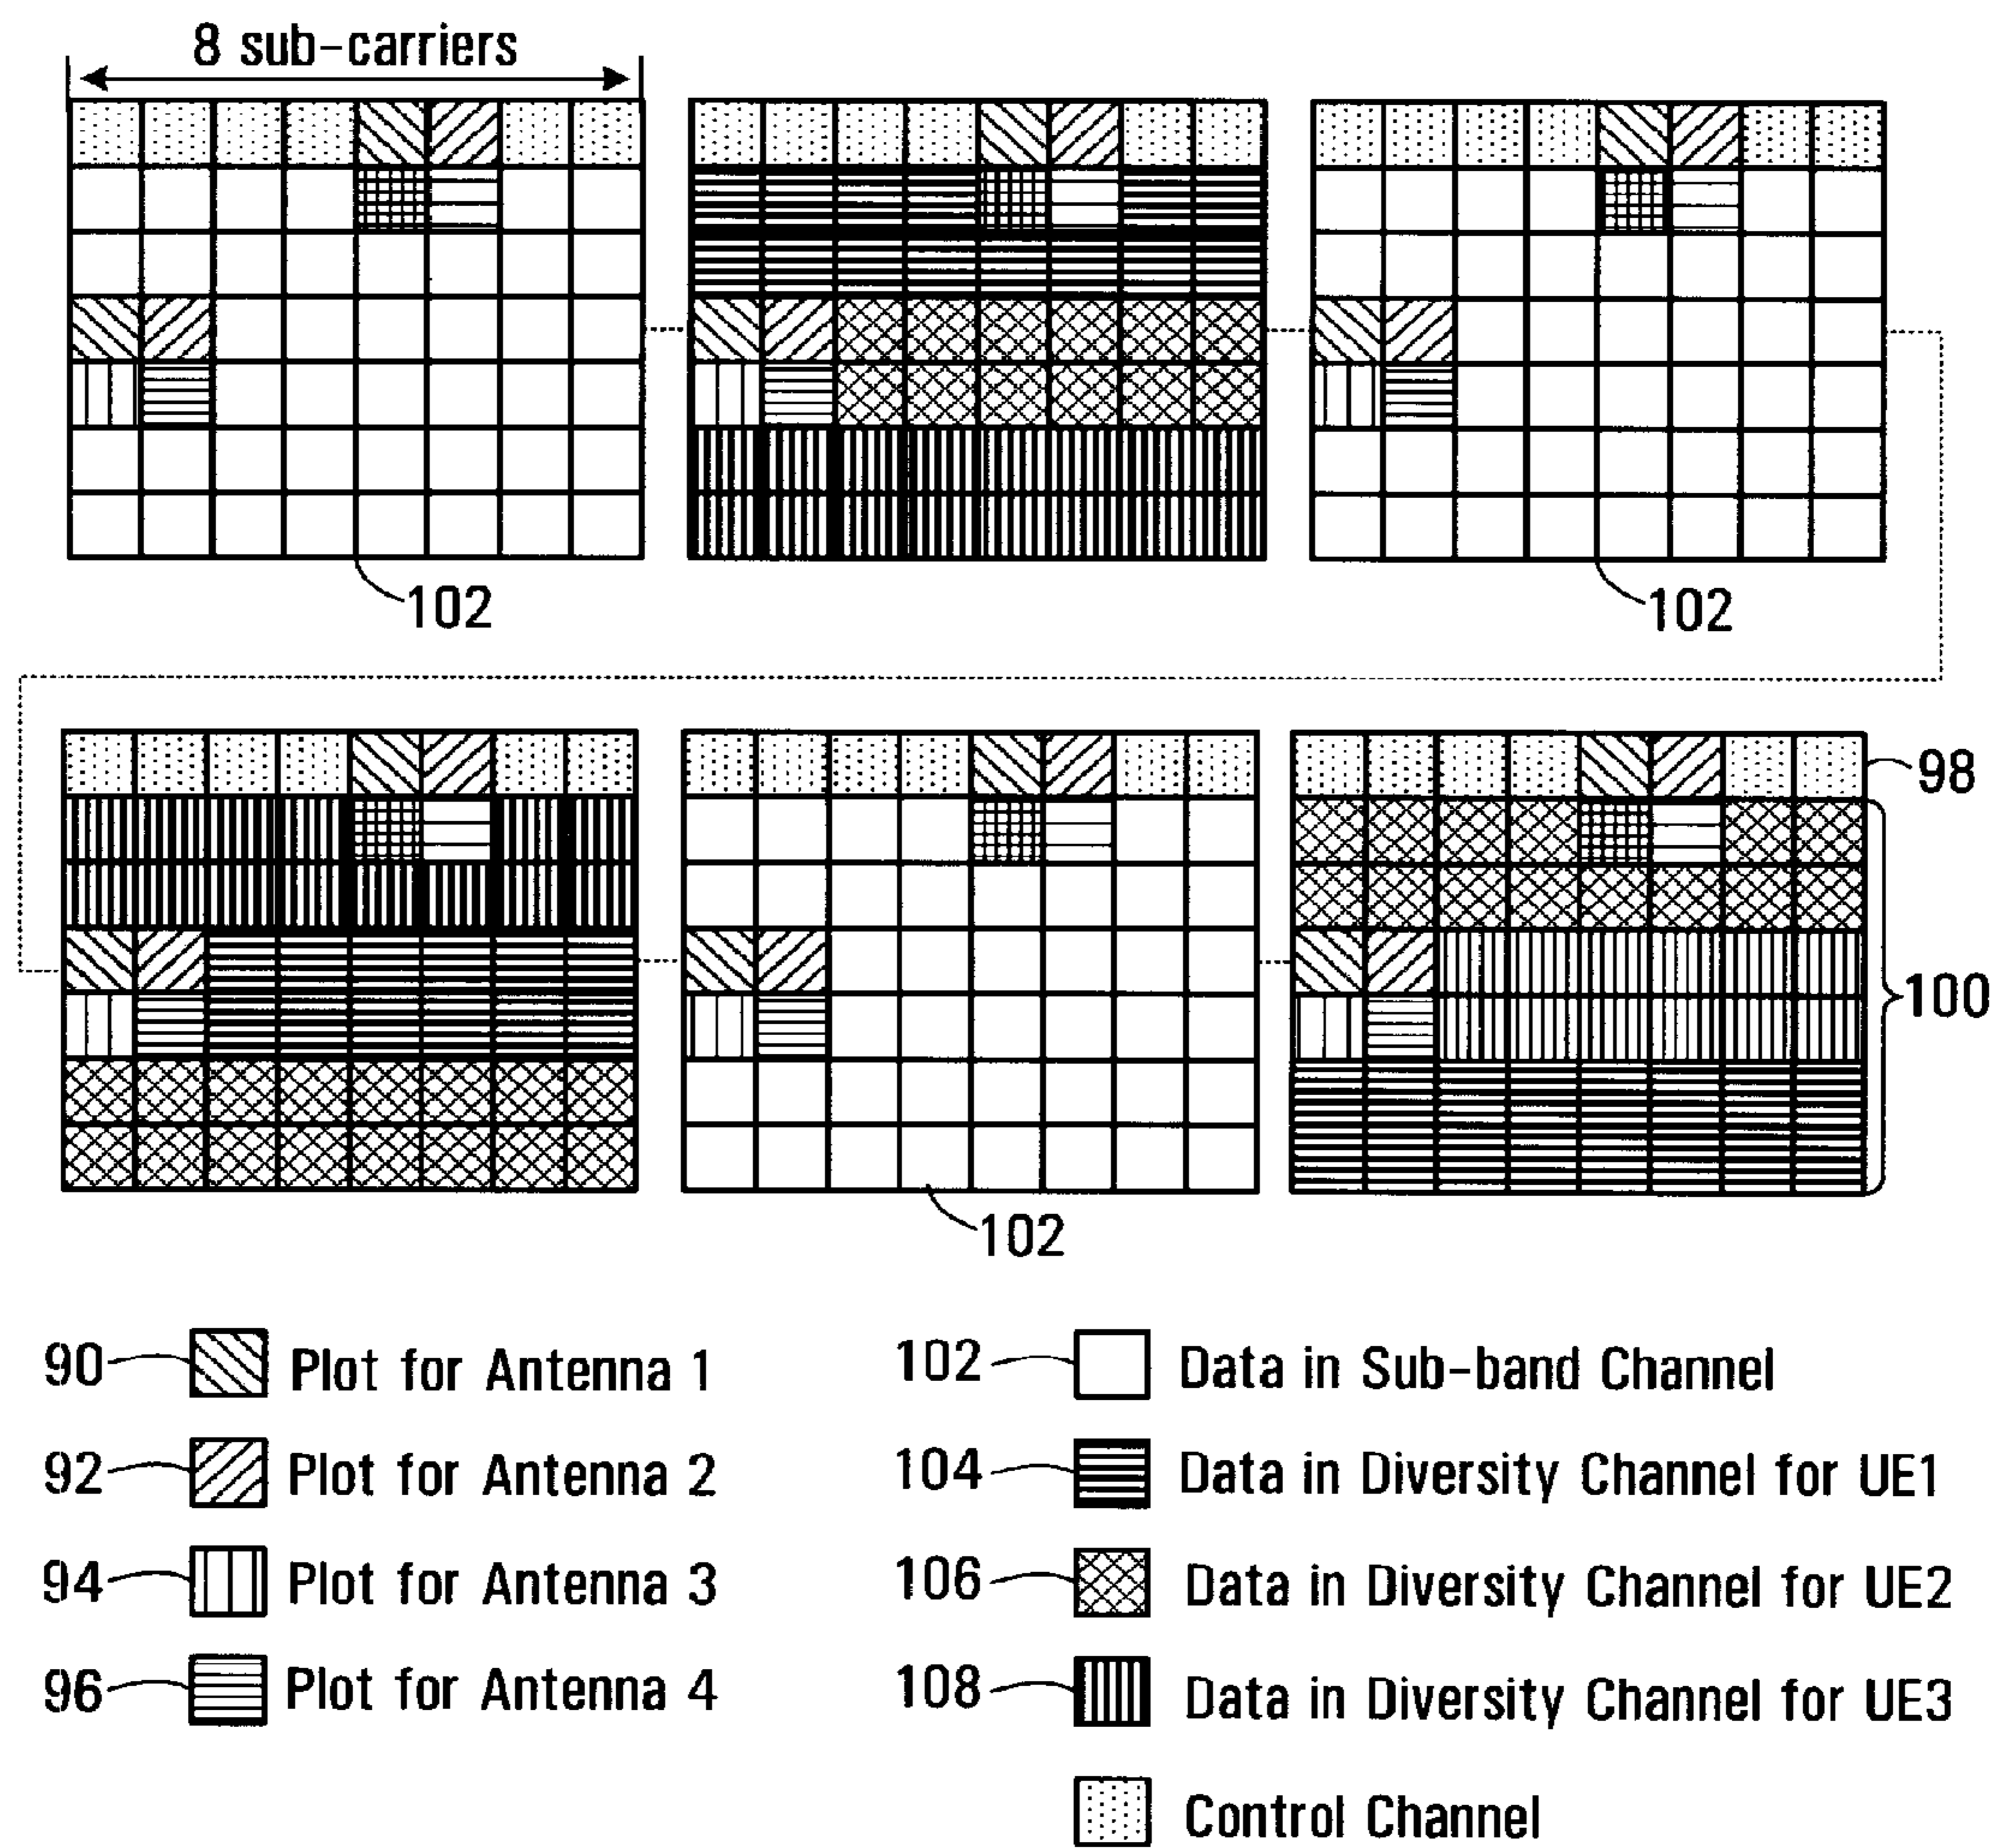 8 sub-carriers
102
102
98
100
102
90 Plot for Antenna 1
92 Plot for Antenna 2
94 Plot for Antenna 3
96 Plot for Antenna 4
102 Data in Sub-band Channel
104 Data in Diversity Channel for UE1
106 Data in Diversity Channel for UE2
108 Data in Diversity Channel for UE3
Control Channel